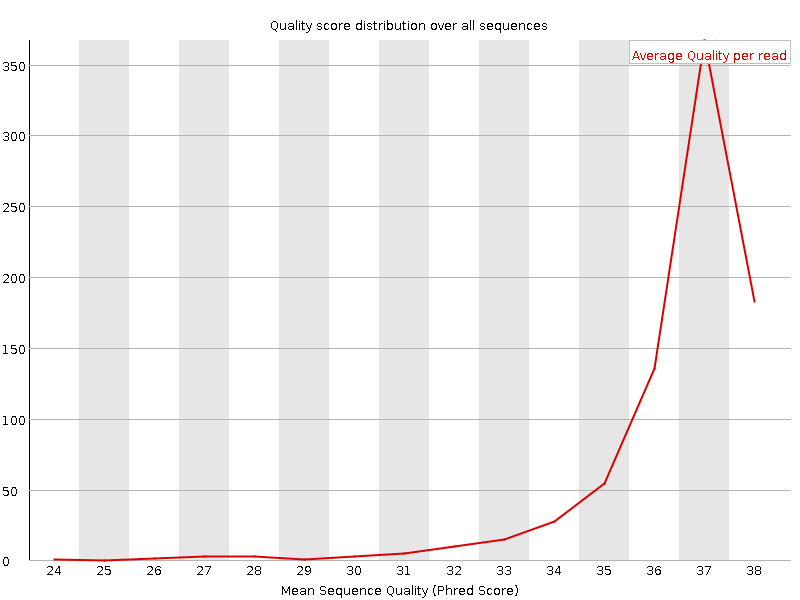 Quality score distribution over all sequences
Average Quality per read
350
300
250
200
150
100
50
0
24 25 26 27 28 29 30 31 32 33 34 35 36 37 38
Mean Sequence Quality (Phred Score)